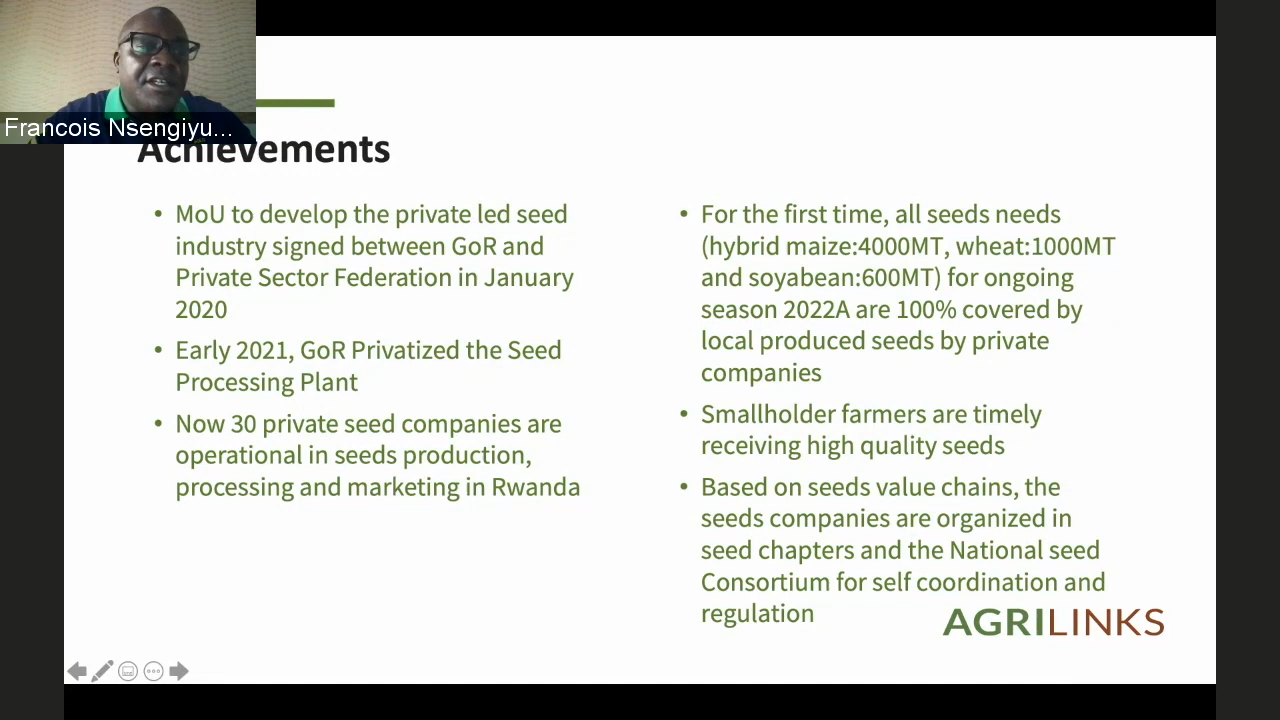 Francois Nsengiyu...
Achievements
• MoU to develop the private led seed
industry signed between GoR and
Private Sector Federation in January
2020
• Early 2021, GoR Privatized the Seed
Processing Plant
• Now 30 private seed companies are
operational in seeds production,
processing and marketing in Rwanda
• For the first time, all seeds needs
(hybrid maize:4000MT, wheat:1000MT
and soyabean:600MT) for ongoing
season 2022A are 100% covered by
local produced seeds by private
companies
• Smallholder farmers are timely
receiving high quality seeds
• Based on seeds value chains, the
seeds companies are organized in
seed chapters and the National seed
Consortium for self coordination and
regulation
AGRILINKS